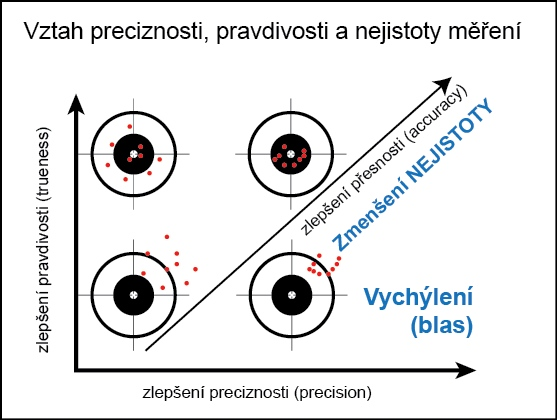 Vztah preciznosti, pravdivosti a nejistoty měření
zlepšení pravdivosti (trueness)
zlepšení přesnosti (accuracy)
Zmenšení NEJISTOTY
Vychýlení
(blas)
zlepšení preciznosti (precision)